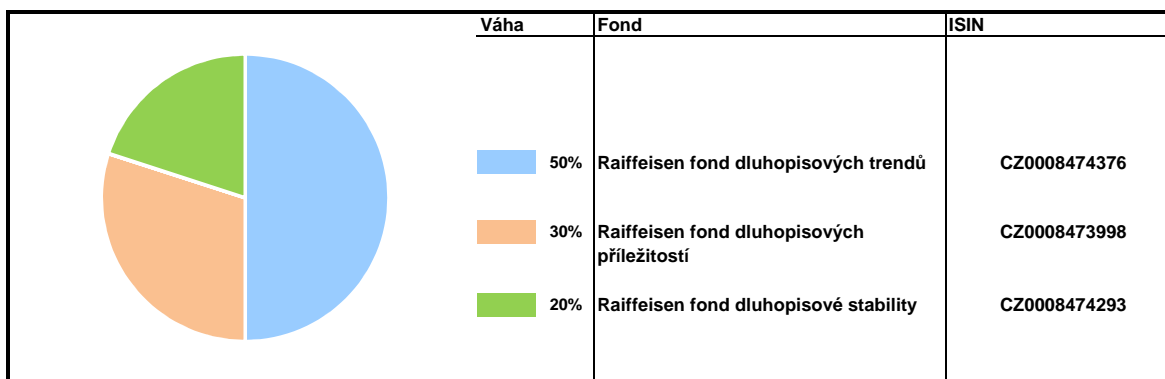 Váha Fond ISIN
50% Raiffeisen fond dluhopisových trendů CZ0008474376
30% Raiffeisen fond dluhopisových CZ0008473998
příležitostí
20% Raiffeisen fond dluhopisové stability CZ0008474293